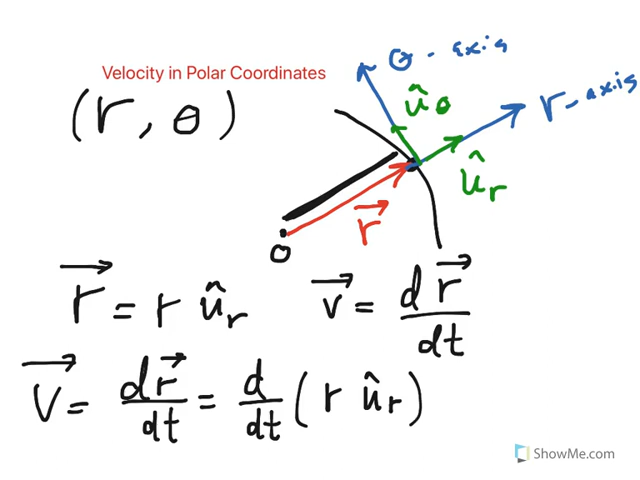 Velocity in Polar Coordinates
θ - axis
(r, θ)
û_θ
r - axis
û_r
r⃗
O
r⃗ = r û_r
v⃗ = dr⃗/dt
v⃗ = dr⃗/dt = d/dt (r û_r)
ShowMe.com